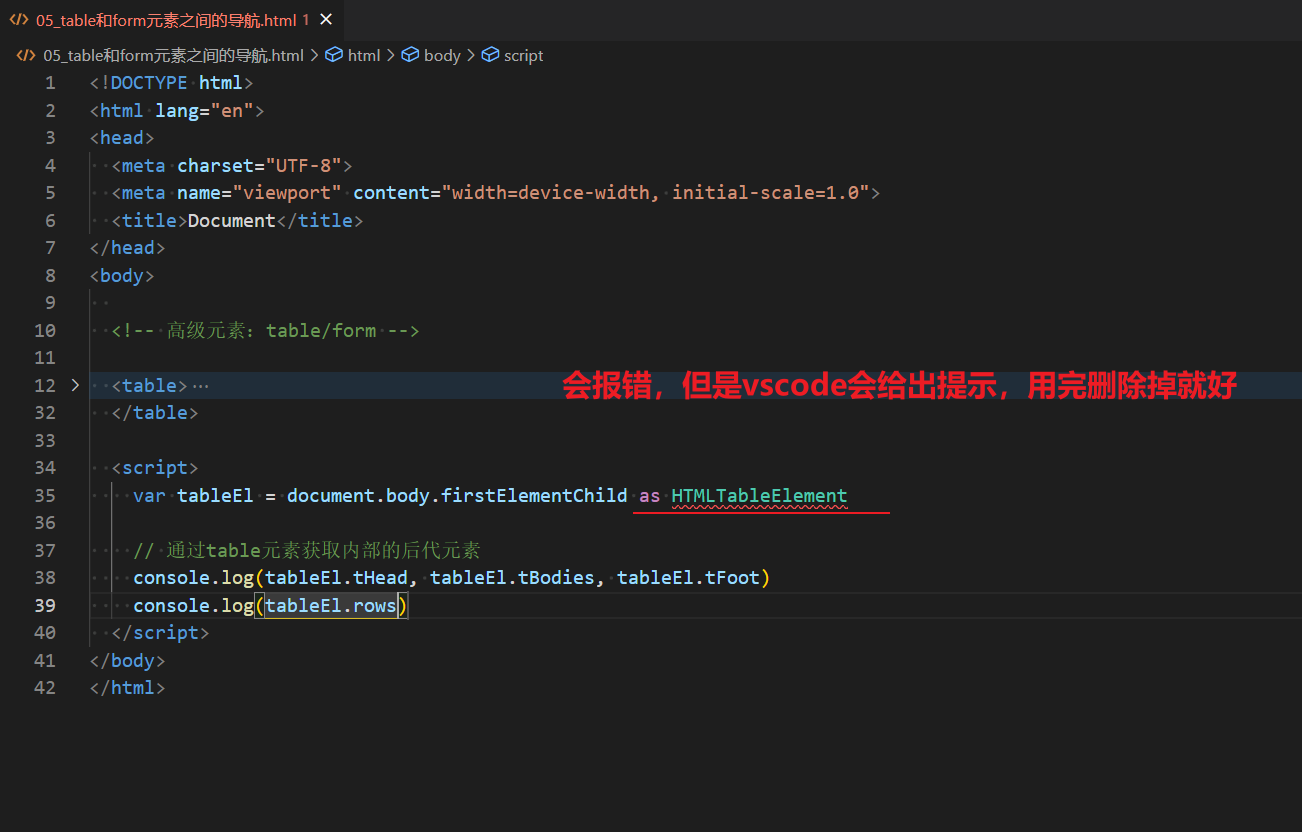 05_table和form元素之间的导航.html 1
05_table和form元素之间的导航.html > html > body > script
1 <!DOCTYPE html>
2 <html lang="en">
3 <head>
4 <meta charset="UTF-8">
5 <meta name="viewport" content="width=device-width, initial-scale=1.0">
6 <title>Document</title>
7 </head>
8 <body>
9
10 <!-- 高级元素：table/form -->
11
12 <table>… 会报错，但是vscode会给出提示，用完删除掉就好
32 </table>
33
34 <script>
35 var tableEl = document.body.firstElementChild as HTMLTableElement
36
37 // 通过table元素获取内部的后代元素
38 console.log(tableEl.tHead, tableEl.tBodies, tableEl.tFoot)
39 console.log(tableEl.rows)
40 </script>
41 </body>
42 </html>